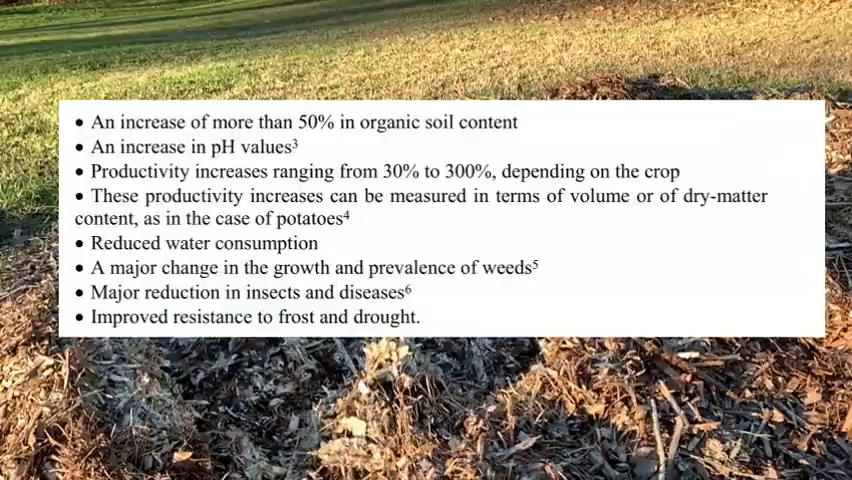 • An increase of more than 50% in organic soil content
• An increase in pH values³
• Productivity increases ranging from 30% to 300%, depending on the crop
• These productivity increases can be measured in terms of volume or of dry-matter
content, as in the case of potatoes⁴
• Reduced water consumption
• A major change in the growth and prevalence of weeds⁵
• Major reduction in insects and diseases⁶
• Improved resistance to frost and drought.